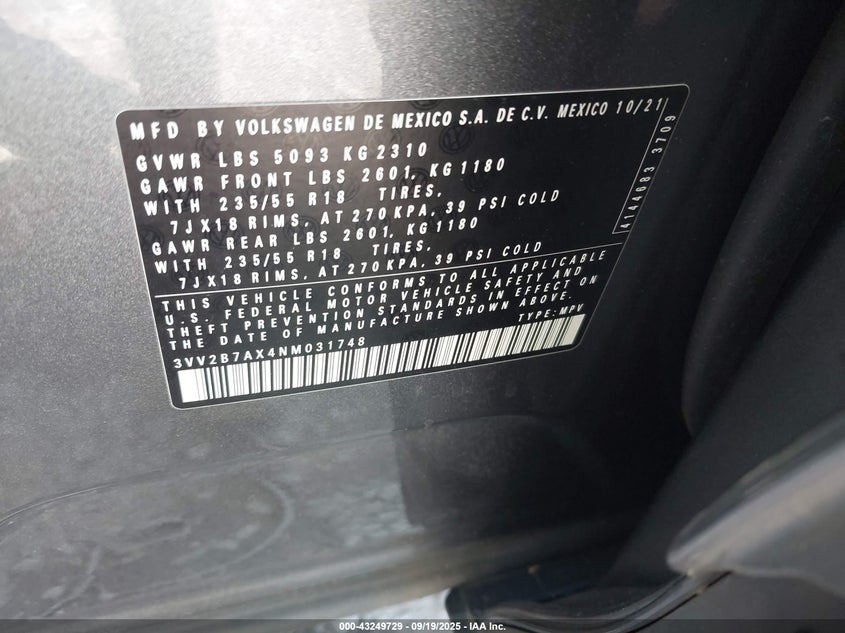 MFD BY VOLKSWAGEN DE MEXICO S.A. DE C.V. MEXICO 10/21
GVWR LBS 5093 KG 2310
GAWR FRONT LBS 2601, KG 1180
WITH 235/55 R18 TIRES,
7JX18 RIMS, AT 270 KPA, 39 PSI COLD
GAWR REAR LBS 2601, KG 1180
WITH 235/55 R18 TIRES,
7JX18 RIMS, AT 270 KPA, 39 PSI COLD
THIS VEHICLE CONFORMS TO ALL APPLICABLE
U.S. FEDERAL MOTOR VEHICLE SAFETY AND
THEFT PREVENTION STANDARDS IN EFFECT ON
THE DATE OF MANUFACTURE SHOWN ABOVE.
3VV2B7AX4NM031748 TYPE: MPV
4144683 3709
000-43249729 - 09/19/2025 - IAA Inc.